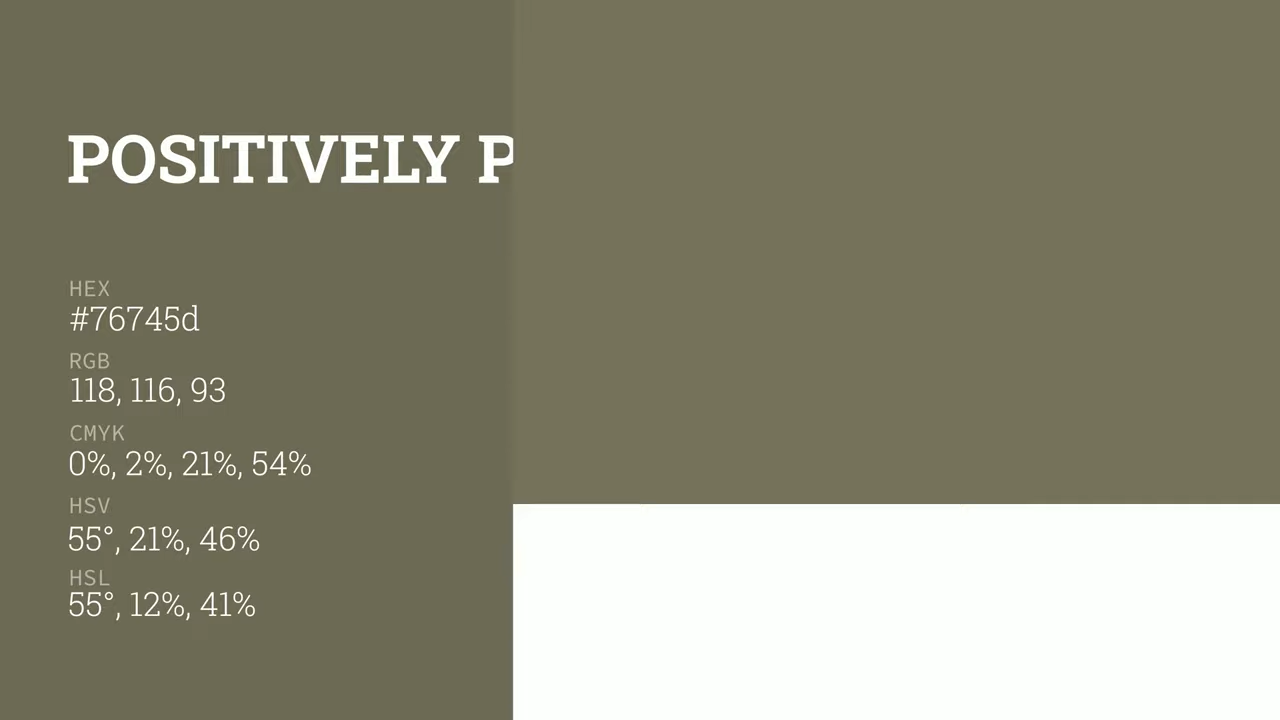 POSITIVELY P
HEX
#76745d
RGB
118, 116, 93
CMYK
0%, 2%, 21%, 54%
HSV
55°, 21%, 46%
HSL
55°, 12%, 41%